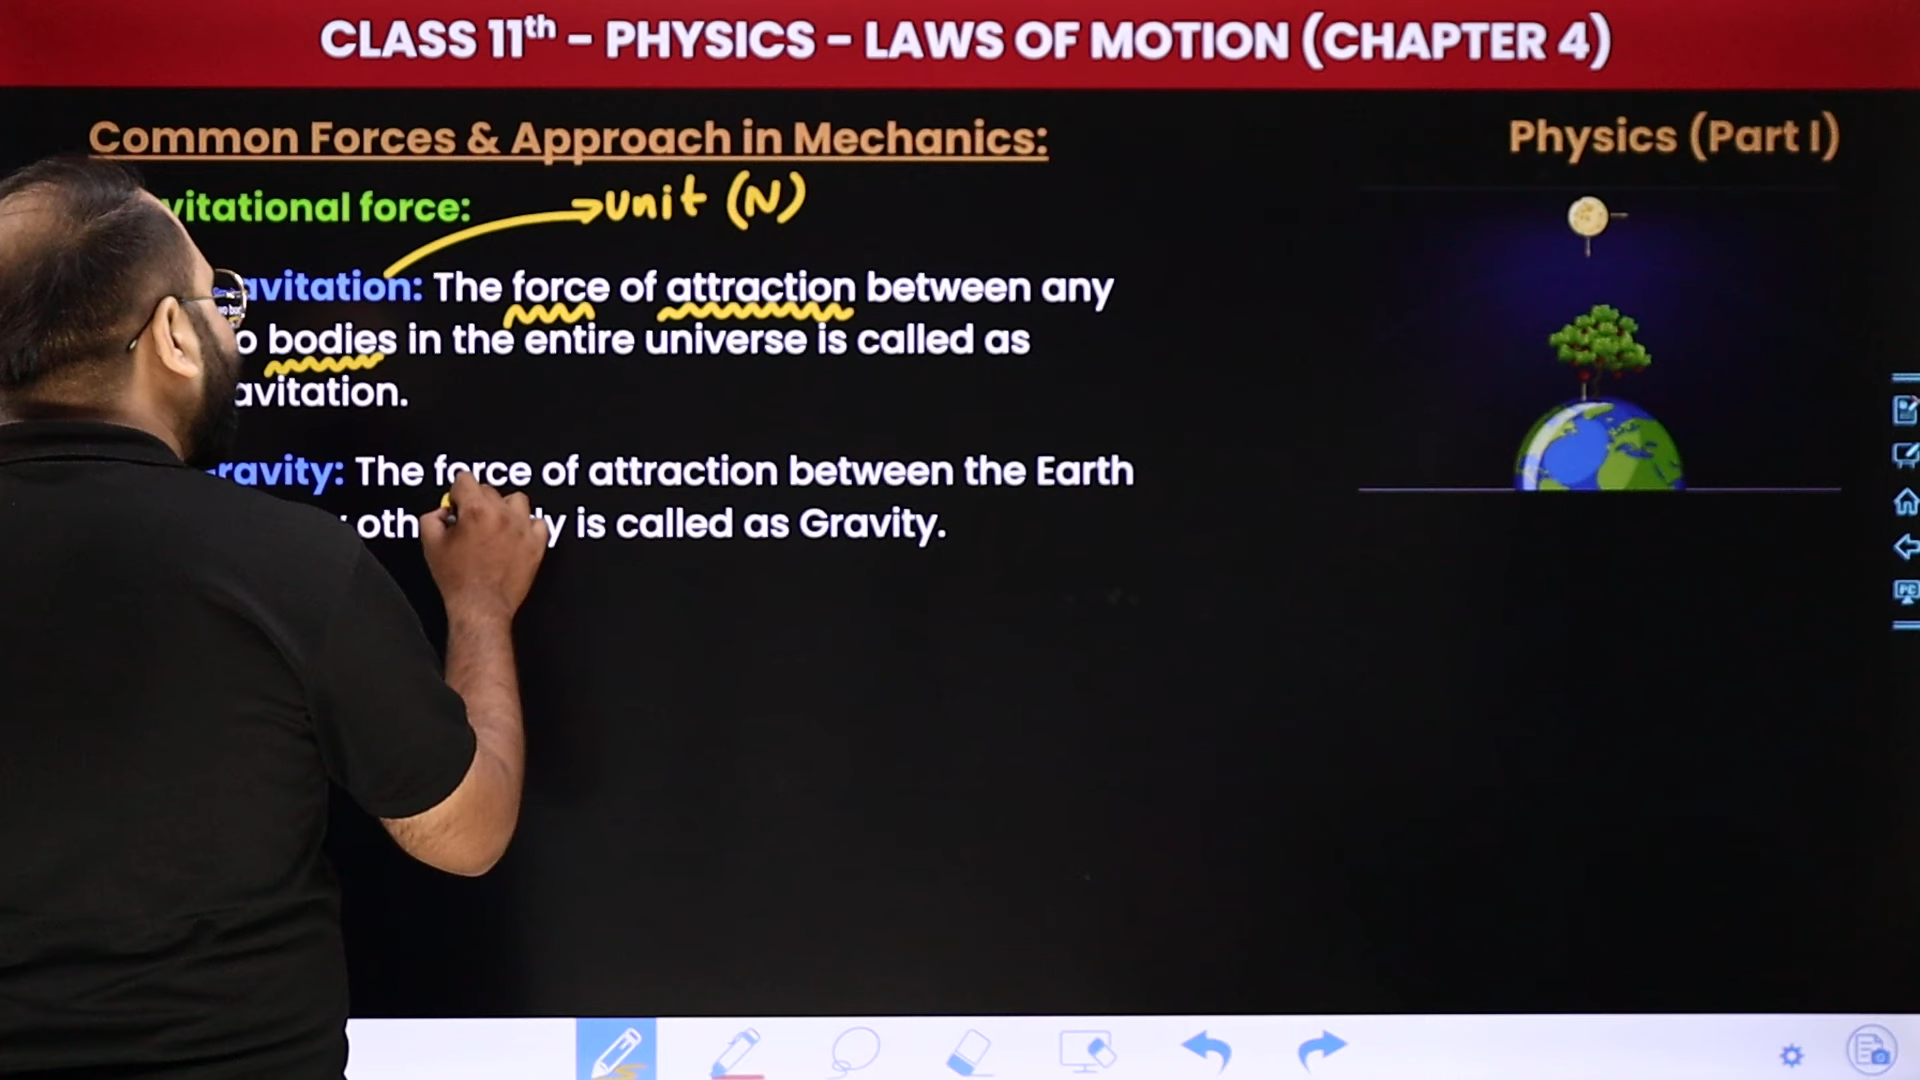 CLASS 11th - PHYSICS - LAWS OF MOTION (CHAPTER 4)
Common Forces & Approach in Mechanics:
Physics (Part I)
vitational force:
unit (N)
avitation: The force of attraction between any
o bodies in the entire universe is called as
avitation.
ravity: The force of attraction between the Earth
oth y is called as Gravity.
PC